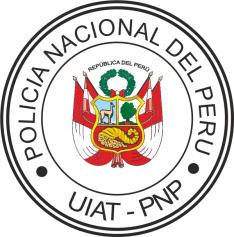 • POLICIA NACIONAL DEL PERU •
REPÚBLICA DEL PERÚ
UIAT - PNP